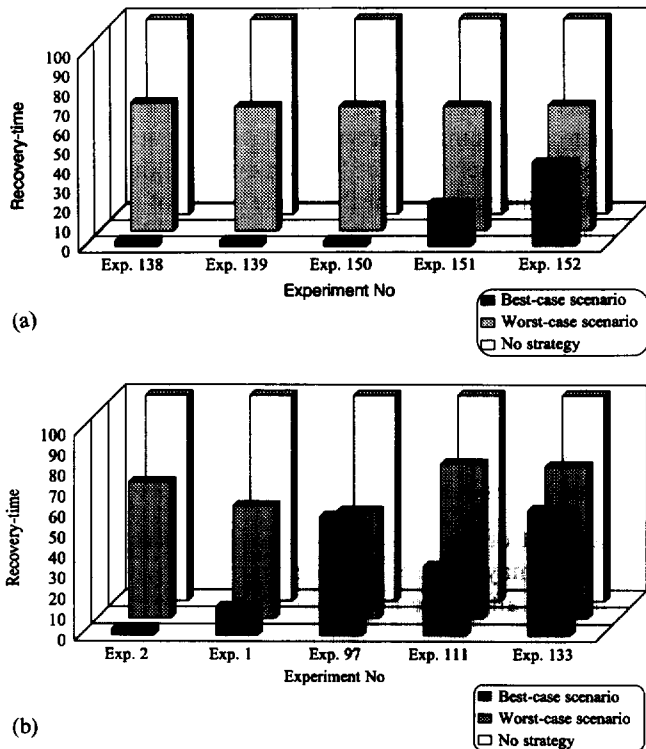 100
90
80
70
60
50
40
30
20
10
0
Recovery-time
Exp. 138 Exp. 139 Exp. 150 Exp. 151 Exp. 152
Experiment No
(a)
Best-case scenario
Worst-case scenario
No strategy
100
90
80
70
60
50
40
30
20
10
0
Recovery-time
Exp. 2 Exp. 1 Exp. 97 Exp. 111 Exp. 133
Experiment No
(b)
Best-case scenario
Worst-case scenario
No strategy